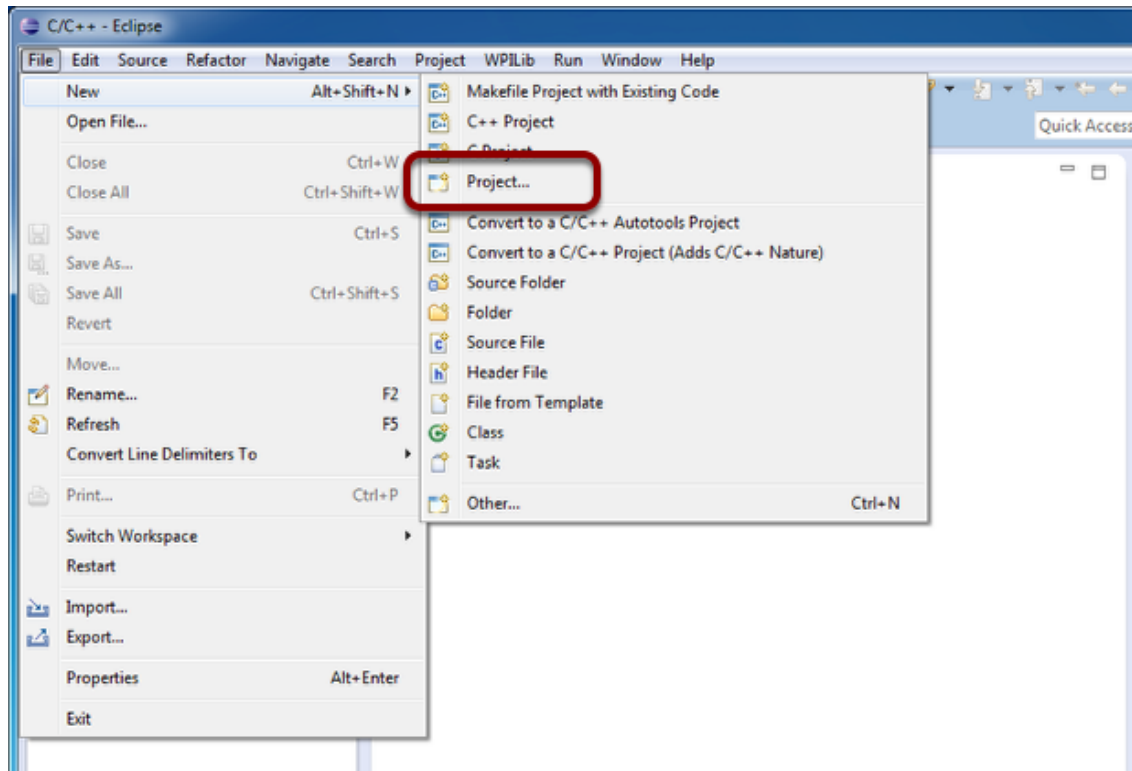 C/C++ - Eclipse
File Edit Source Refactor Navigate Search Project WPILib Run Window Help
New Alt+Shift+N
Open File...
Close Ctrl+W
Close All Ctrl+Shift+W
Save Ctrl+S
Save As...
Save All Ctrl+Shift+S
Revert
Move...
Rename... F2
Refresh F5
Convert Line Delimiters To
Print... Ctrl+P
Switch Workspace
Restart
Import...
Export...
Properties Alt+Enter
Exit
Makefile Project with Existing Code
C++ Project
C Project
Project...
Convert to a C/C++ Autotools Project
Convert to a C/C++ Project (Adds C/C++ Nature)
Source Folder
Folder
Source File
Header File
File from Template
Class
Task
Other... Ctrl+N
Quick Access